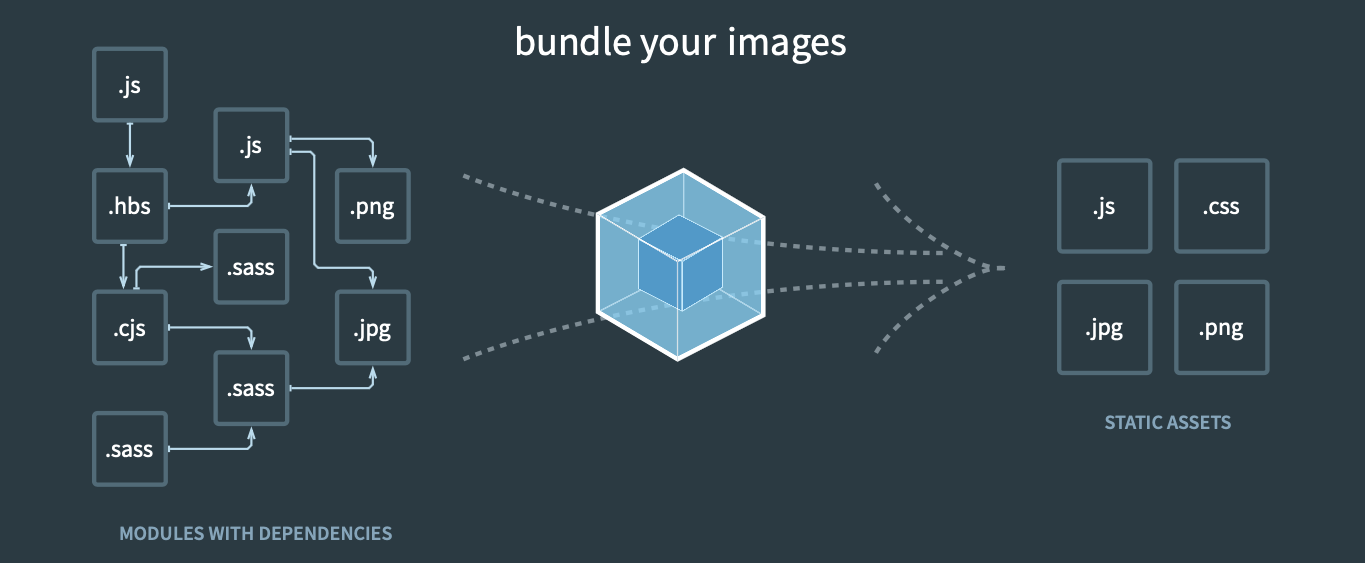 bundle your images
.js
.js
.hbs
.png
.sass
.cjs
.jpg
.sass
.sass
MODULES WITH DEPENDENCIES
.js
.css
.jpg
.png
STATIC ASSETS